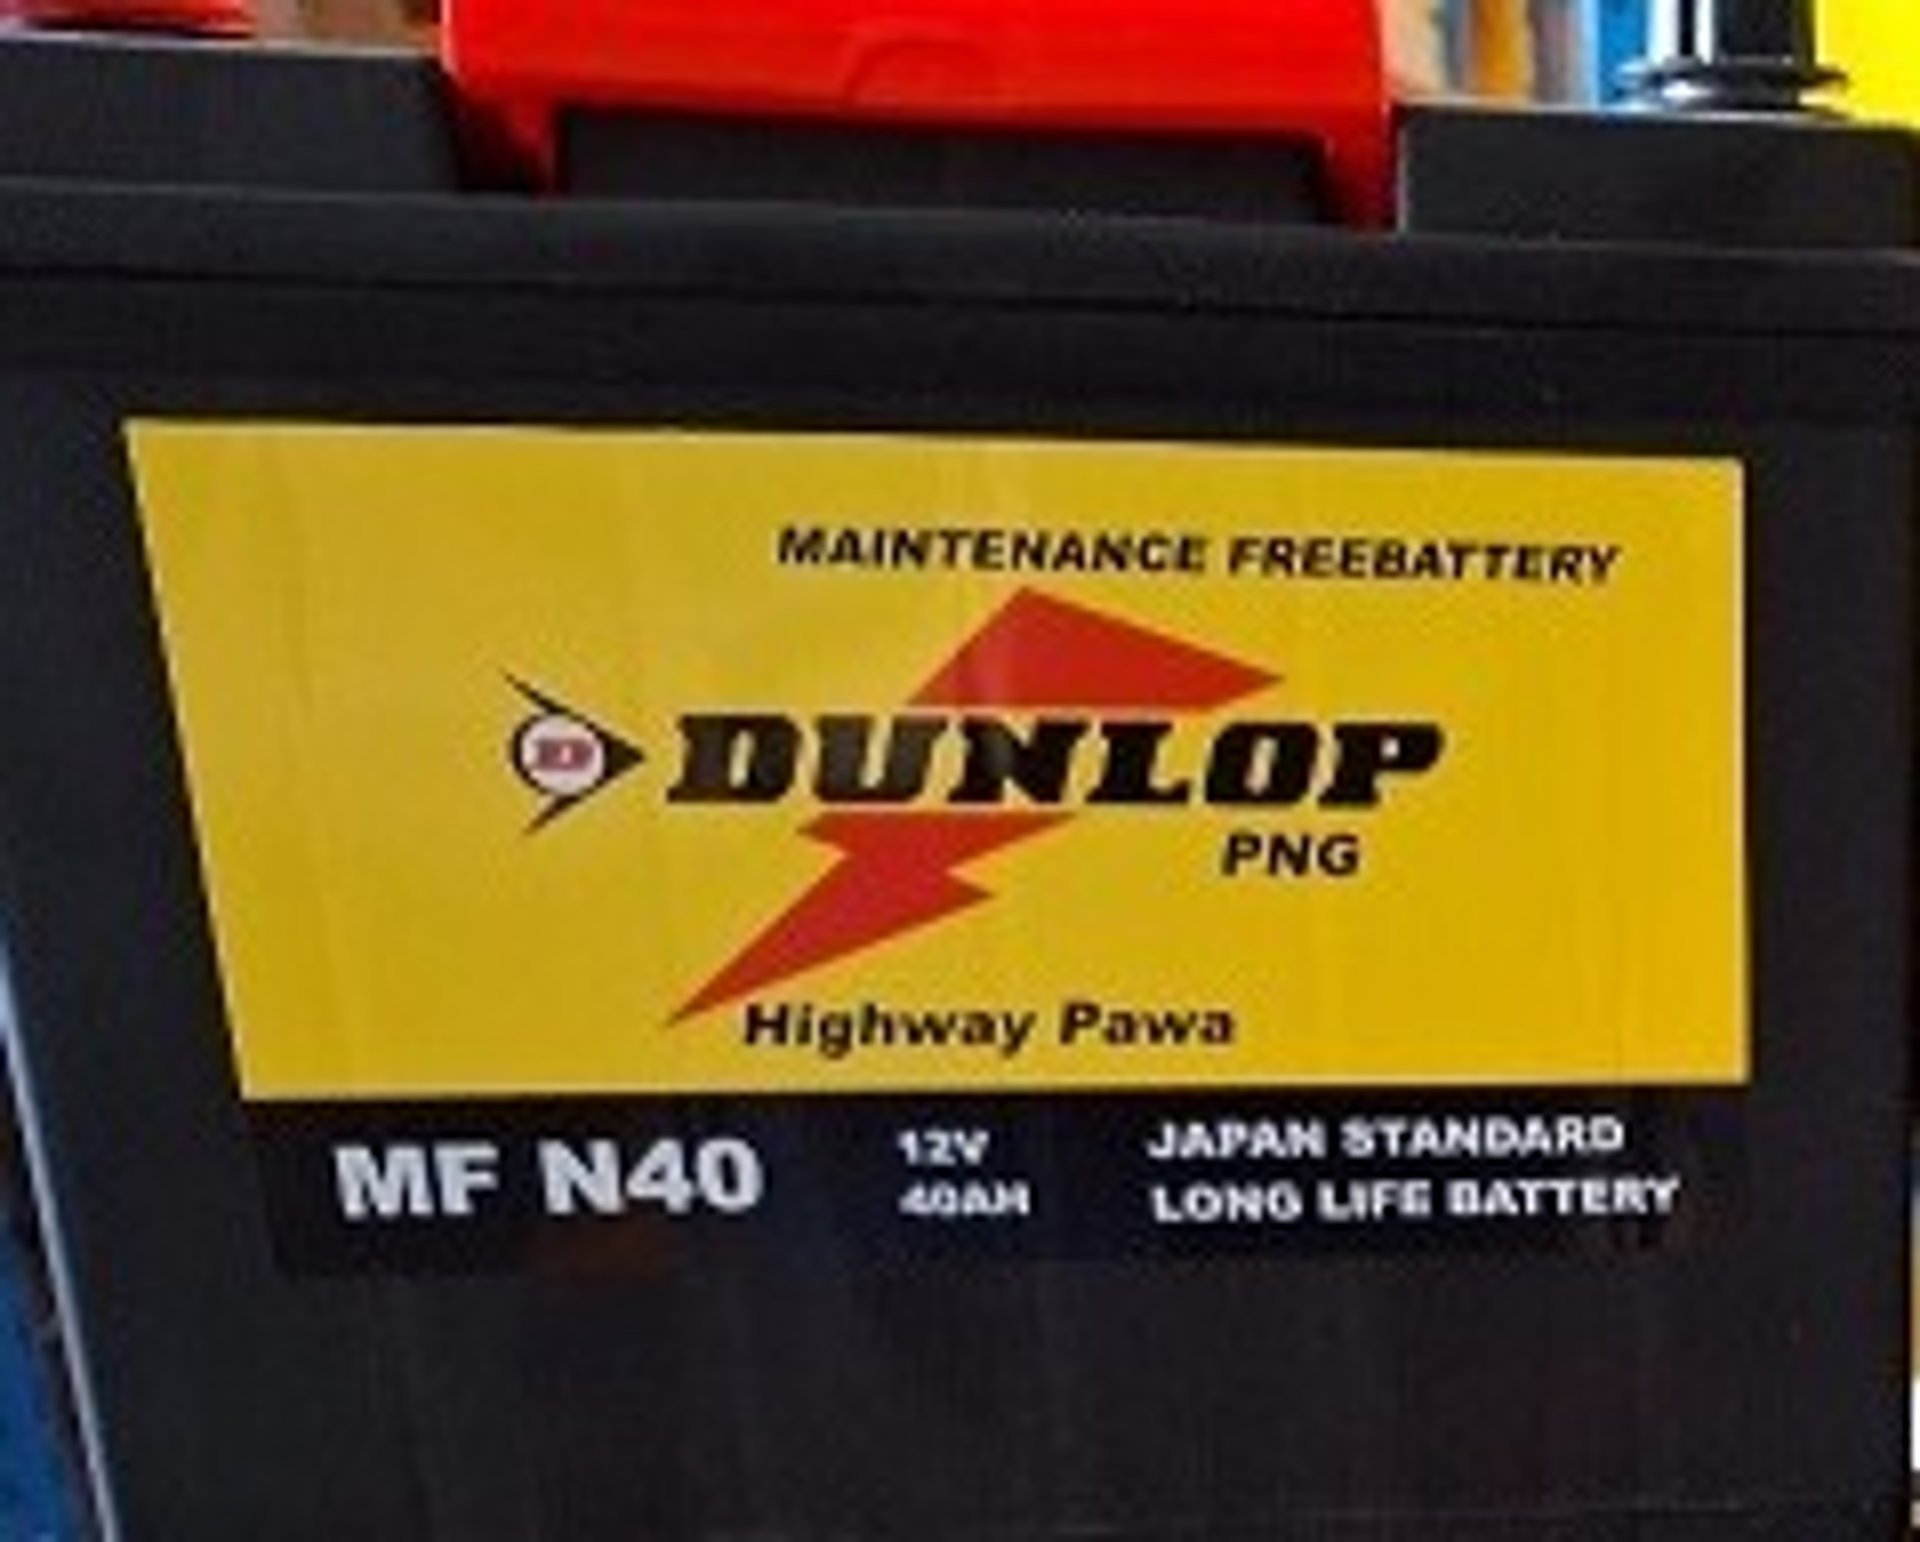 MAINTENANCE FREEBATTERY
DUNLOP
PNG
Highway Pawa
MF N40
12V
40AH
JAPAN STANDARD
LONG LIFE BATTERY